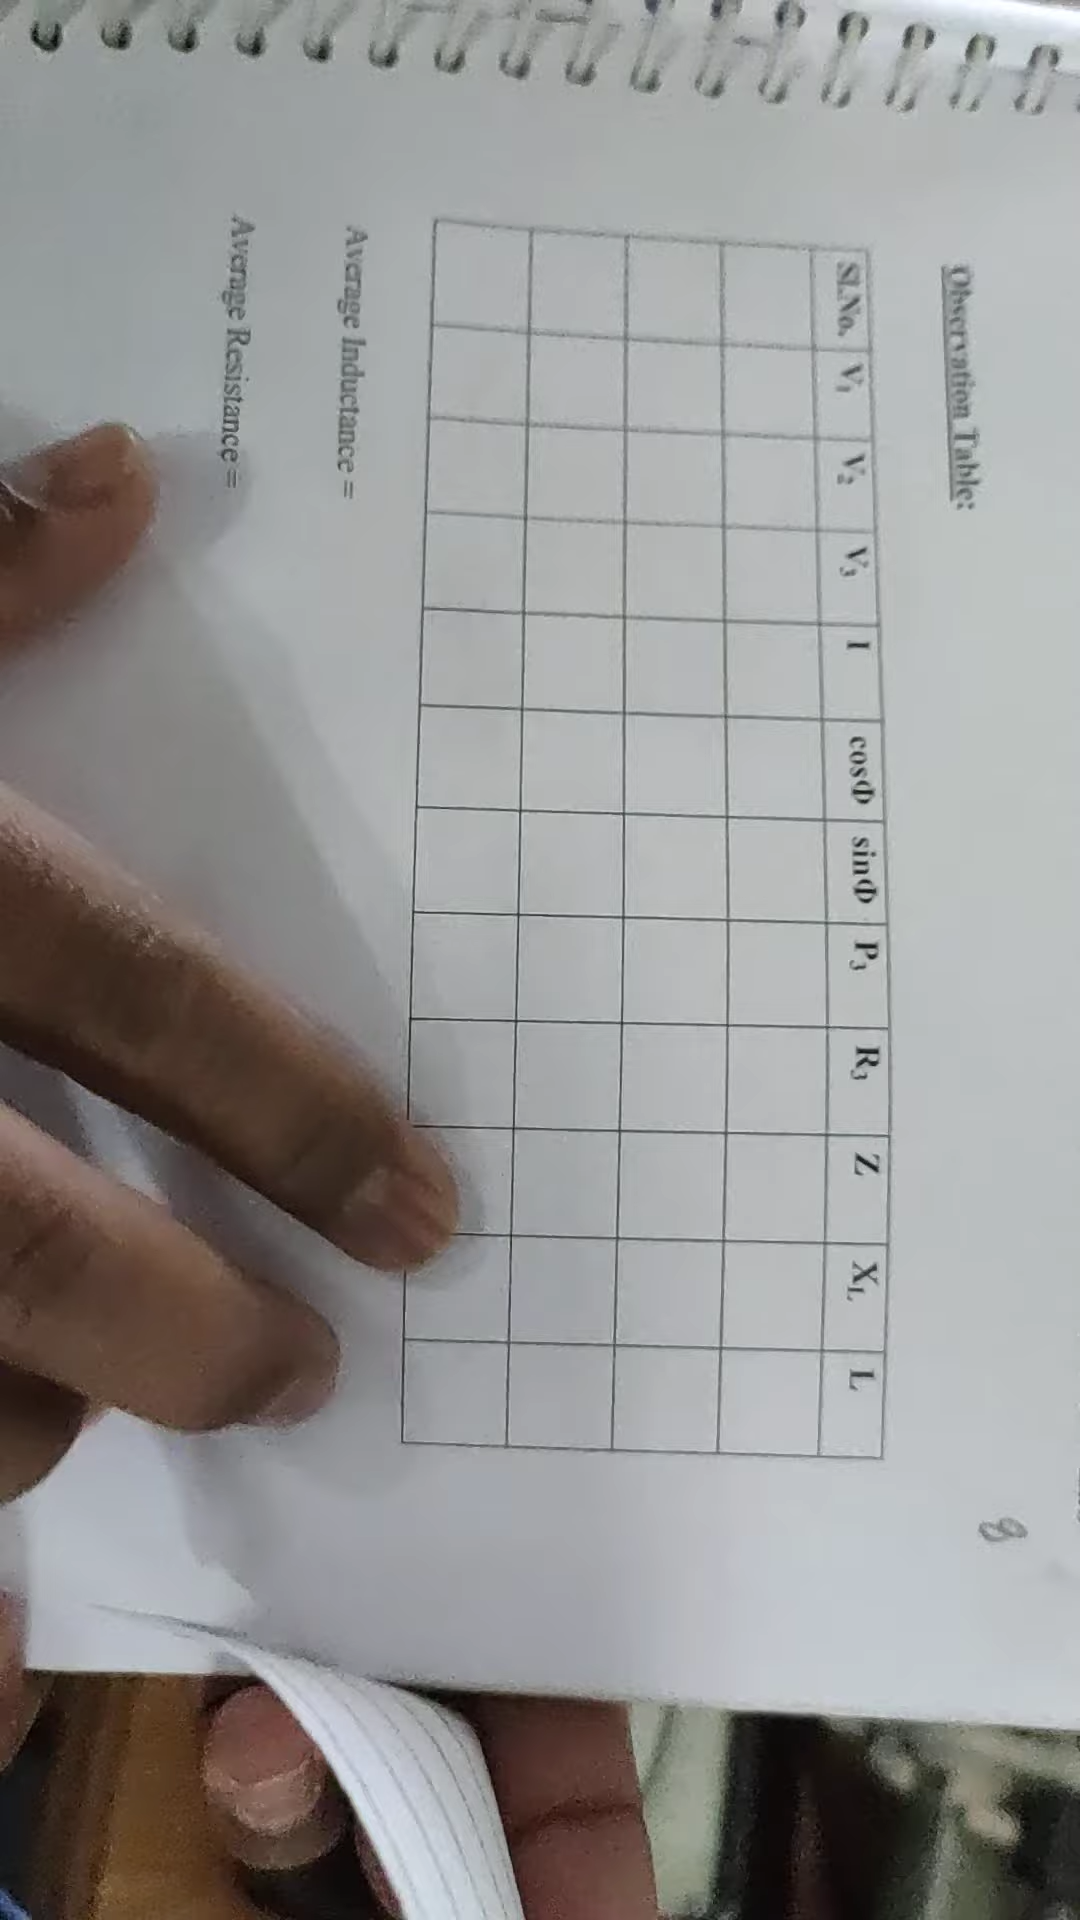 8
Observation Table:
Sl.No. V₁ V₂ V₃ I cosΦ sinΦ P₃ R₃ Z X_L L
Average Inductance =
Average Resistance =